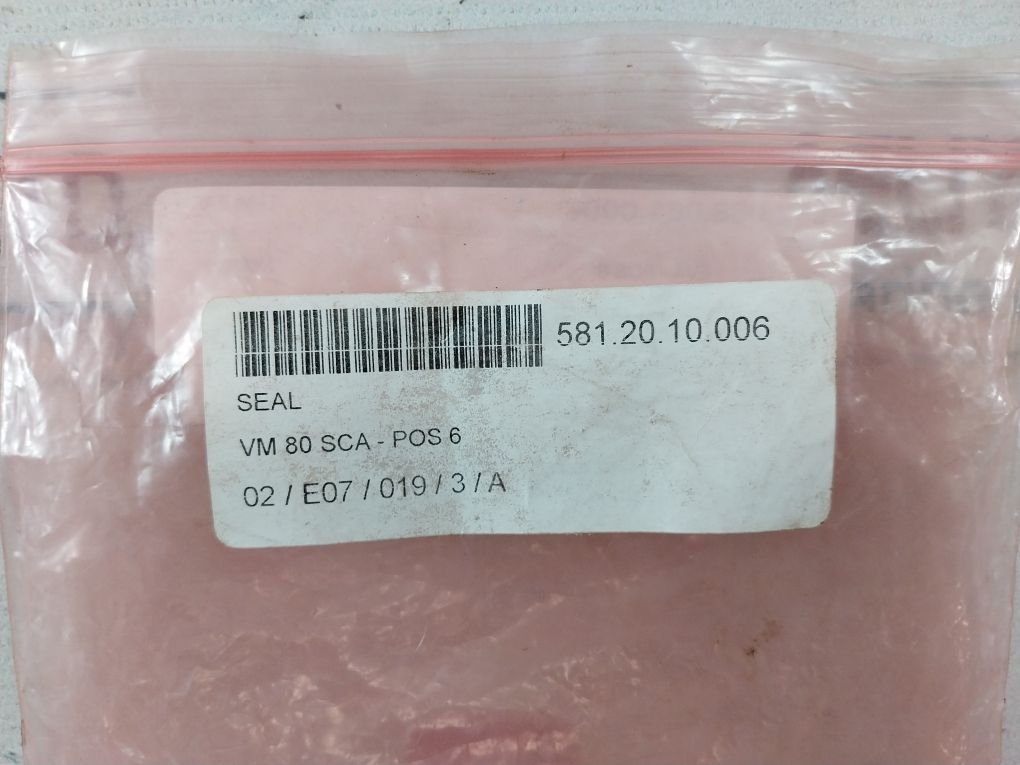 581.20.10.006
SEAL
VM 80 SCA - POS 6
02 / E07 / 019 / 3 / A